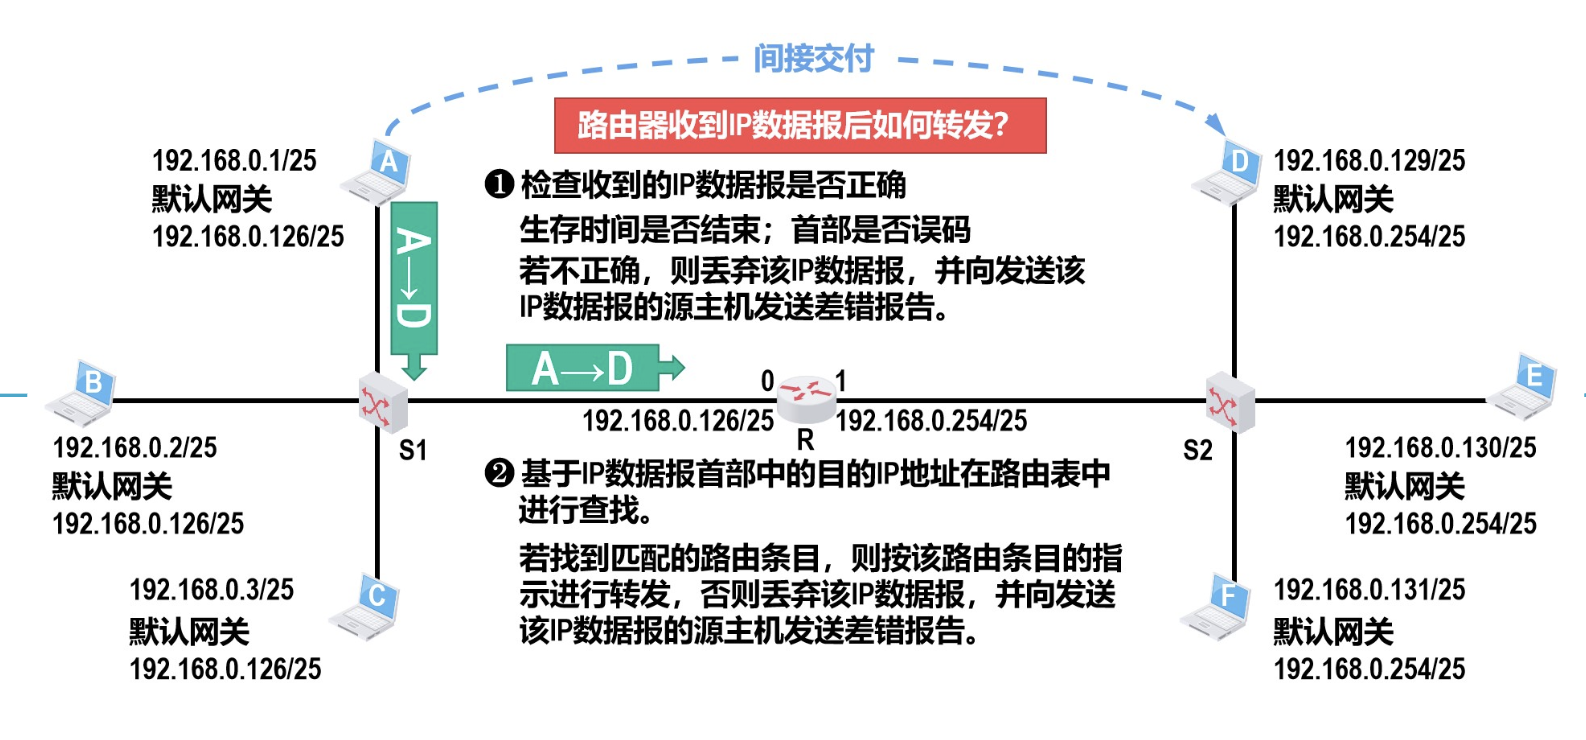 间接交付
路由器收到IP数据报后如何转发?
A
192.168.0.1/25
默认网关
192.168.0.126/25
D
192.168.0.129/25
默认网关
192.168.0.254/25
❶ 检查收到的IP数据报是否正确
生存时间是否结束；首部是否误码
若不正确，则丢弃该IP数据报，并向发送该
IP数据报的源主机发送差错报告。
A→D
A→D
B
192.168.0.2/25
默认网关
192.168.0.126/25
S1
0
1
192.168.0.126/25
192.168.0.254/25
R
S2
E
192.168.0.130/25
默认网关
192.168.0.254/25
❷ 基于IP数据报首部中的目的IP地址在路由表中
进行查找。
若找到匹配的路由条目，则按该路由条目的指
示进行转发，否则丢弃该IP数据报，并向发送
该IP数据报的源主机发送差错报告。
C
192.168.0.3/25
默认网关
192.168.0.126/25
F
192.168.0.131/25
默认网关
192.168.0.254/25